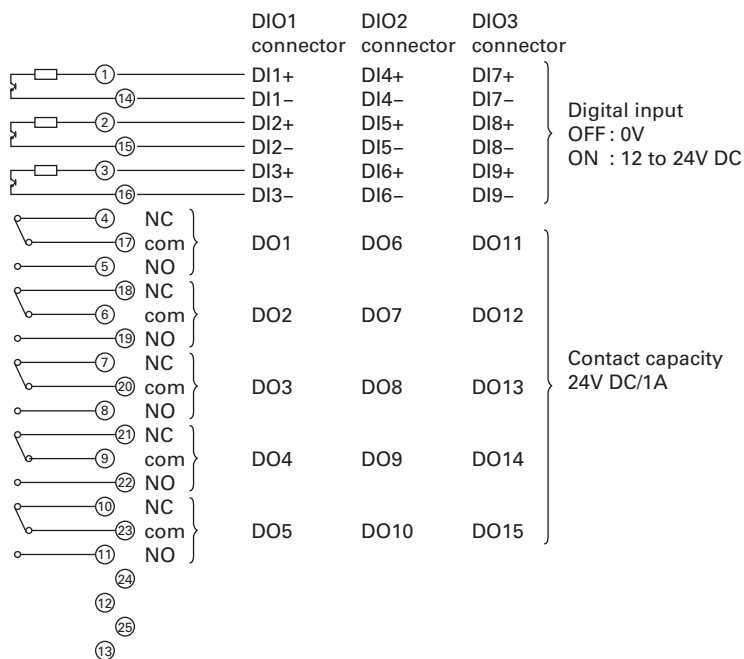 DIO1 DIO2 DIO3
connector connector connector
1 DI1+ DI4+ DI7+
14 DI1– DI4– DI7–
2 DI2+ DI5+ DI8+
15 DI2– DI5– DI8–
3 DI3+ DI6+ DI9+
16 DI3– DI6– DI9–
Digital input
OFF : 0V
ON : 12 to 24V DC
4 NC
17 com DO1 DO6 DO11
5 NO
18 NC
6 com DO2 DO7 DO12
19 NO
7 NC
20 com DO3 DO8 DO13
8 NO
21 NC
9 com DO4 DO9 DO14
22 NO
10 NC
23 com DO5 DO10 DO15
11 NO
Contact capacity
24V DC/1A
24
12
25
13